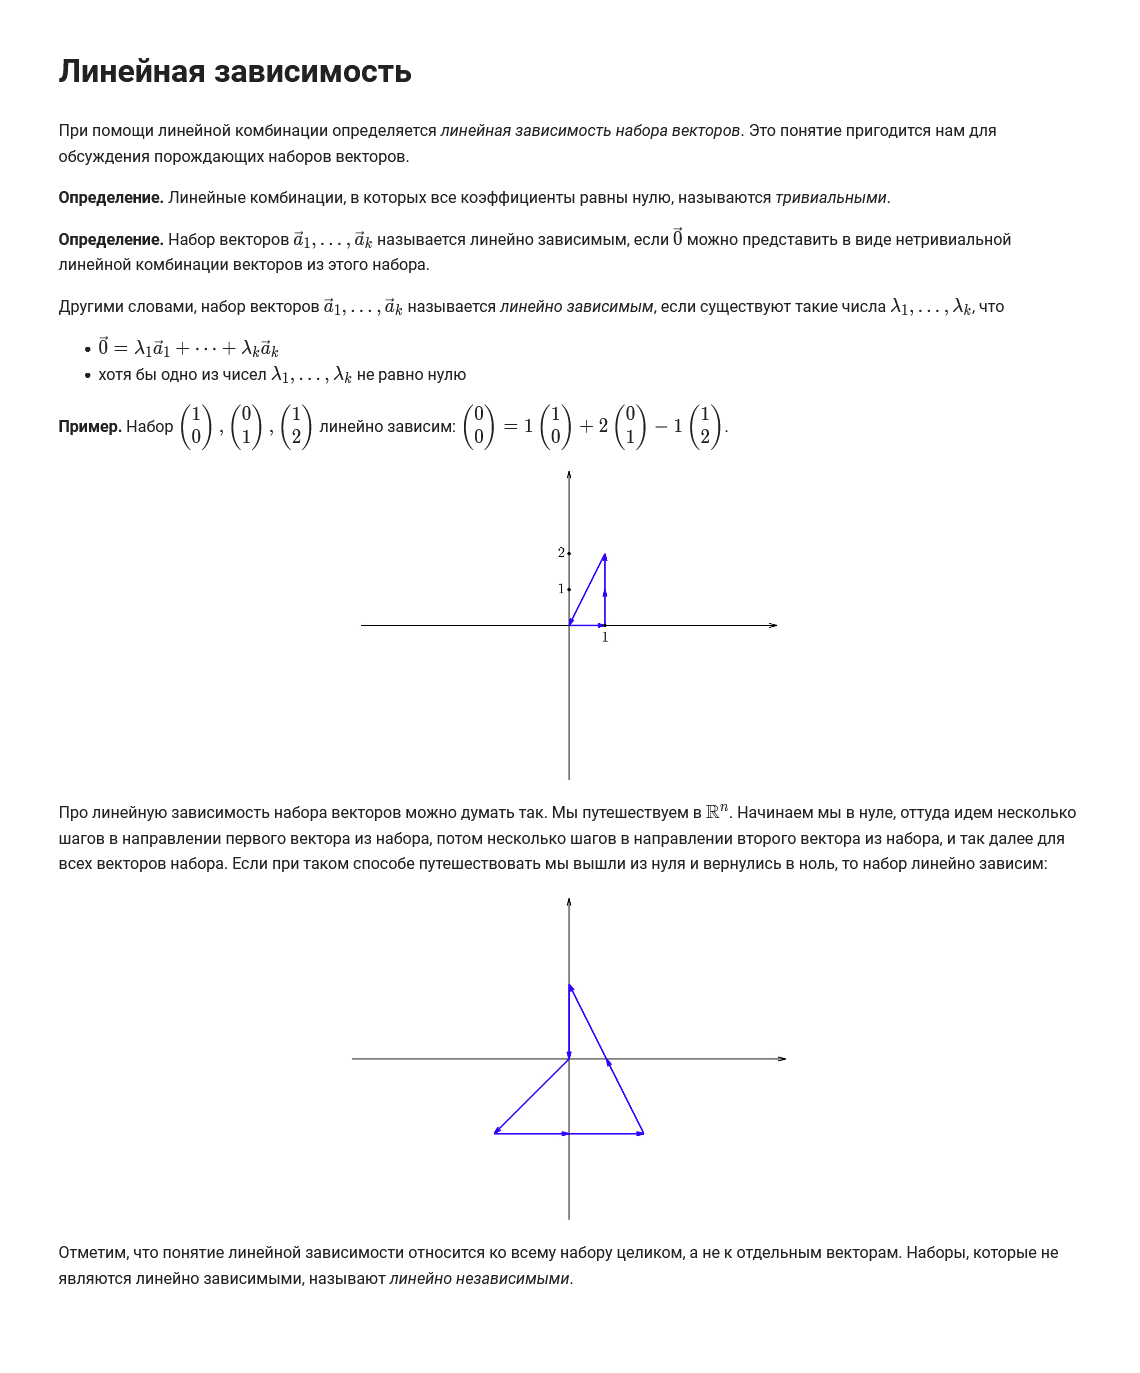 Линейная зависимость
При помощи линейной комбинации определяется линейная зависимость набора векторов. Это понятие пригодится нам для
обсуждения порождающих наборов векторов.
Определение. Линейные комбинации, в которых все коэффициенты равны нулю, называются тривиальными.
Определение. Набор векторов $\vec{a}_1, \ldots, \vec{a}_k$ называется линейно зависимым, если $\vec{0}$ можно представить в виде нетривиальной
линейной комбинации векторов из этого набора.
Другими словами, набор векторов $\vec{a}_1, \ldots, \vec{a}_k$ называется линейно зависимым, если существуют такие числа $\lambda_1, \ldots, \lambda_k$, что
• $\vec{0} = \lambda_1 \vec{a}_1 + \cdots + \lambda_k \vec{a}_k$
• хотя бы одно из чисел $\lambda_1, \ldots, \lambda_k$ не равно нулю
Пример. Набор $\begin{pmatrix} 1 \\ 0 \end{pmatrix}, \begin{pmatrix} 0 \\ 1 \end{pmatrix}, \begin{pmatrix} 1 \\ 2 \end{pmatrix}$ линейно зависим: $\begin{pmatrix} 0 \\ 0 \end{pmatrix} = 1 \begin{pmatrix} 1 \\ 0 \end{pmatrix} + 2 \begin{pmatrix} 0 \\ 1 \end{pmatrix} - 1 \begin{pmatrix} 1 \\ 2 \end{pmatrix}$.
2
1
1
Про линейную зависимость набора векторов можно думать так. Мы путешествуем в $\mathbb{R}^n$. Начинаем мы в нуле, оттуда идем несколько
шагов в направлении первого вектора из набора, потом несколько шагов в направлении второго вектора из набора, и так далее для
всех векторов набора. Если при таком способе путешествовать мы вышли из нуля и вернулись в ноль, то набор линейно зависим:
Отметим, что понятие линейной зависимости относится ко всему набору целиком, а не к отдельным векторам. Наборы, которые не
являются линейно зависимыми, называют линейно независимыми.